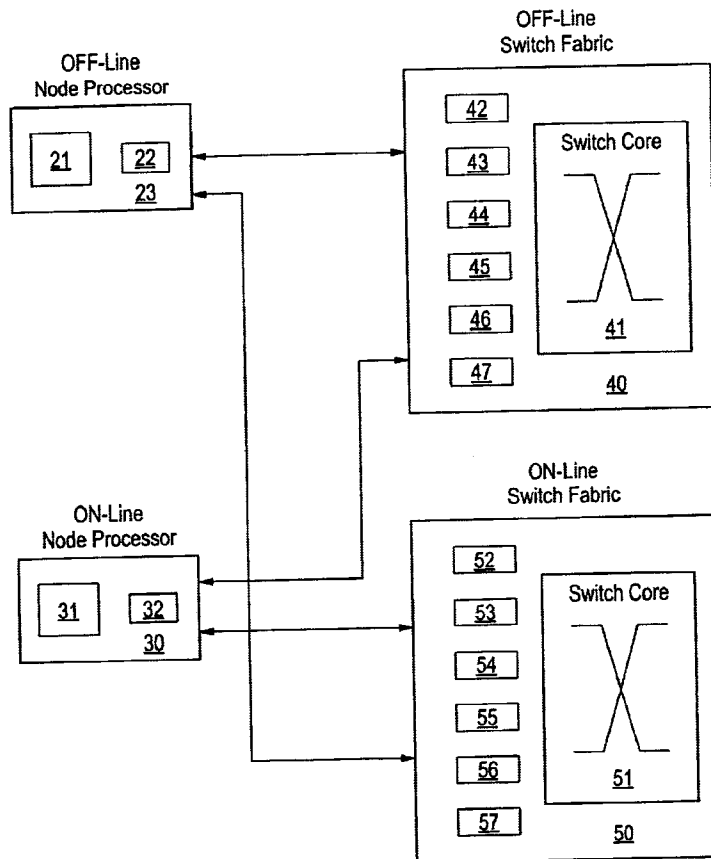 OFF-Line
Node Processor
21
22
23
OFF-Line
Switch Fabric
42
43
44
45
46
47
Switch Core
41
40
ON-Line
Node Processor
31
32
30
ON-Line
Switch Fabric
52
53
54
55
56
57
Switch Core
51
50